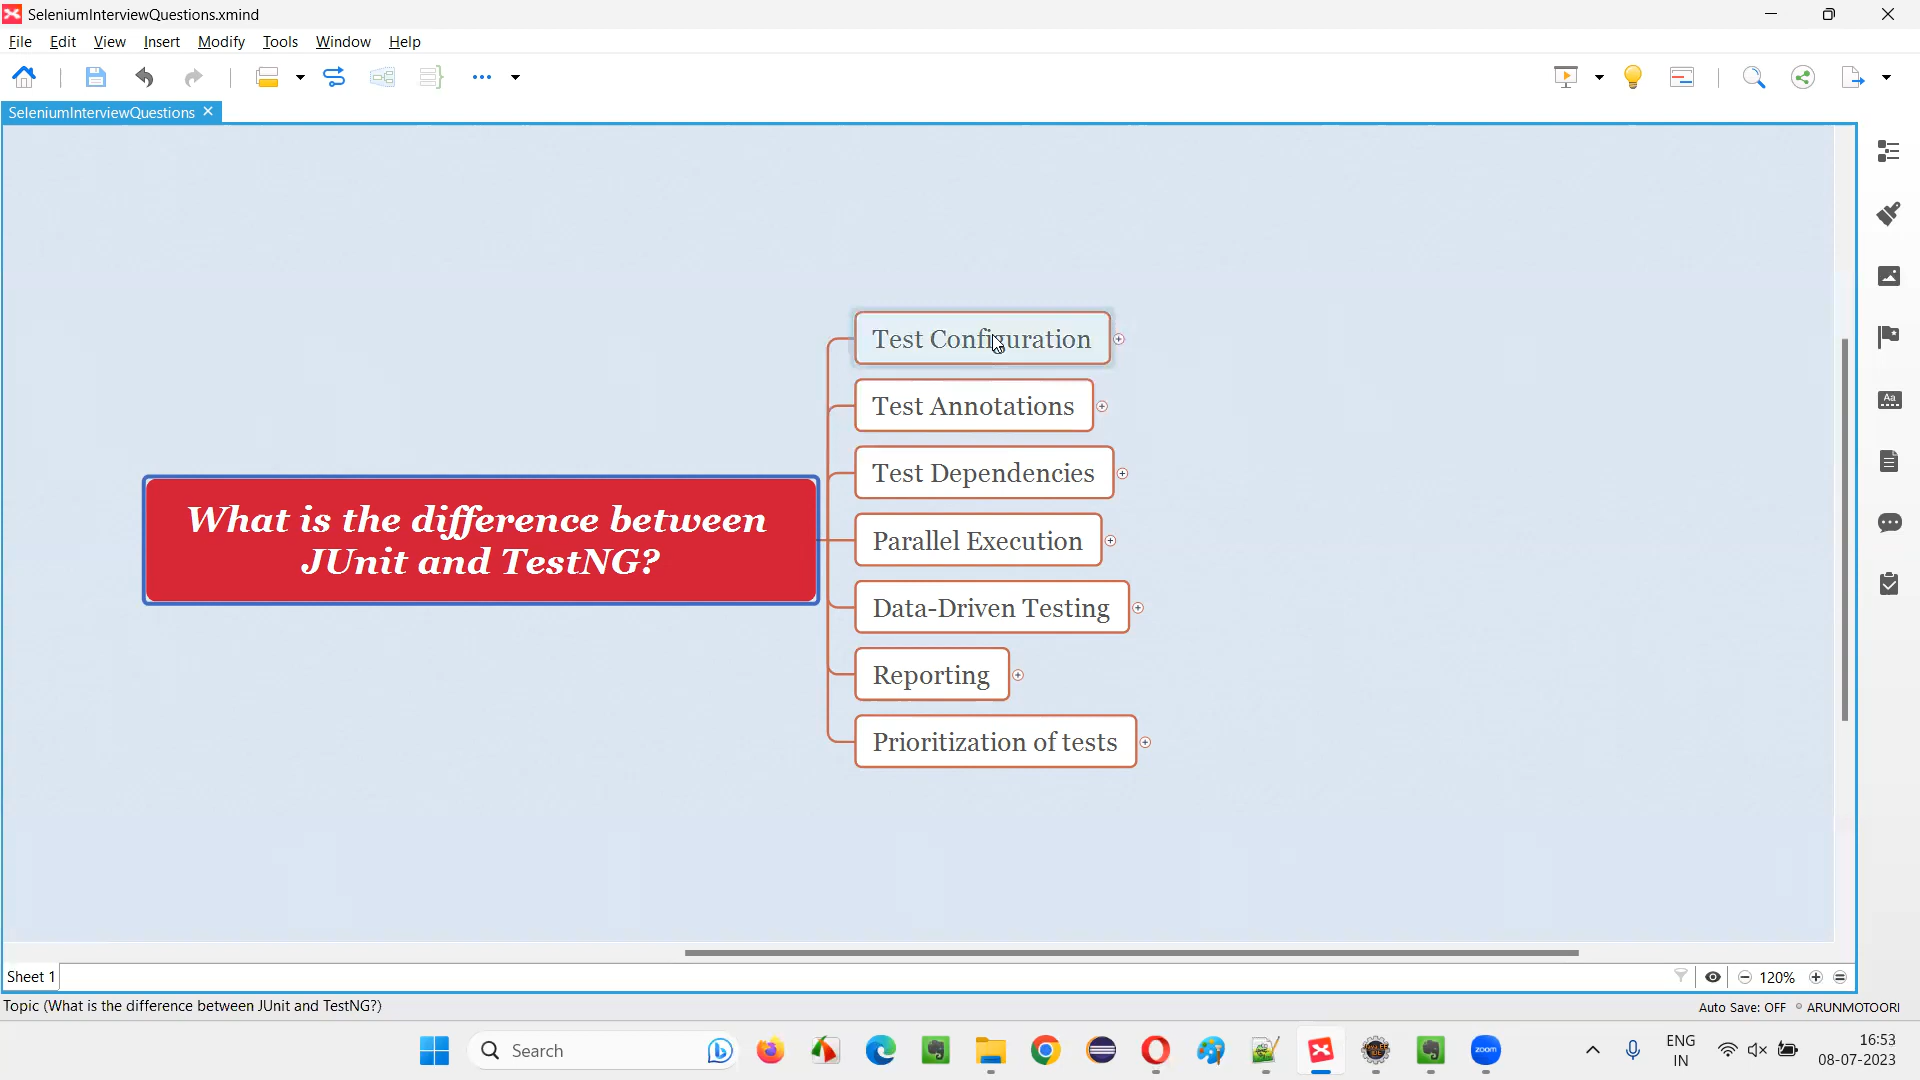 SeleniumInterviewQuestions.xmind
File Edit View Insert Modify Tools Window Help
SeleniumInterviewQuestions
Test Configuration
Test Annotations
Test Dependencies
What is the difference between
JUnit and TestNG?
Parallel Execution
Data-Driven Testing
Reporting
Prioritization of tests
Aa
Sheet 1
120%
Topic (What is the difference between JUnit and TestNG?)
Auto Save: OFF ARUNMOTOORI
Search
zoom
ENG
IN
16:53
08-07-2023